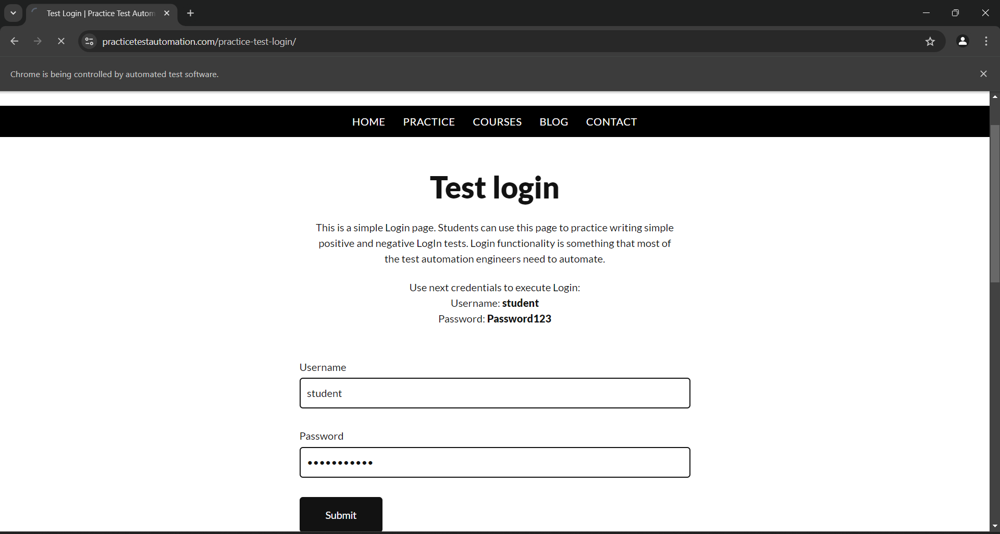 Test Login | Practice Test Autom
practicetestautomation.com/practice-test-login/
Chrome is being controlled by automated test software.
HOME PRACTICE COURSES BLOG CONTACT
Test login
This is a simple Login page. Students can use this page to practice writing simple
positive and negative LogIn tests. Login functionality is something that most of
the test automation engineers need to automate.
Use next credentials to execute Login:
Username: student
Password: Password123
Username
student
Password
•••••••••••
Submit